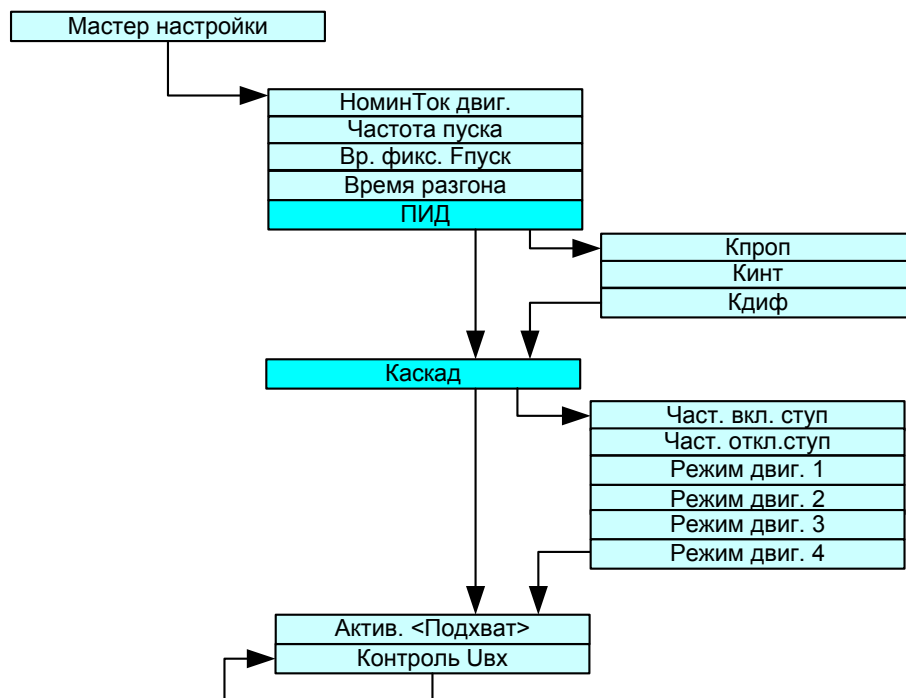 Мастер настройки
НоминТок двиг.
Частота пуска
Вр. фикс. Fпуск
Время разгона
ПИД
Кпроп
Кинт
Кдиф
Каскад
Част. вкл. ступ
Част. откл.ступ
Режим двиг. 1
Режим двиг. 2
Режим двиг. 3
Режим двиг. 4
Актив. <Подхват>
Контроль Uвх